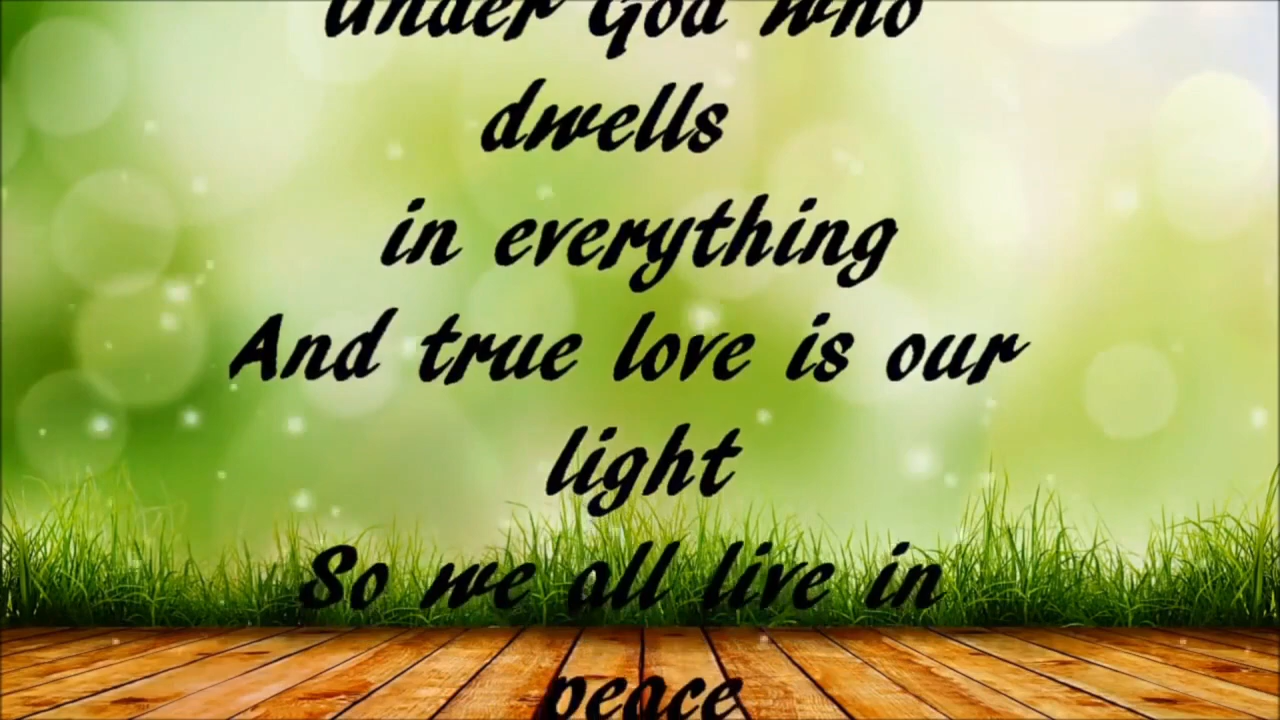 Under God who
dwells
in everything
And true love is our
light
So we all live in
peace